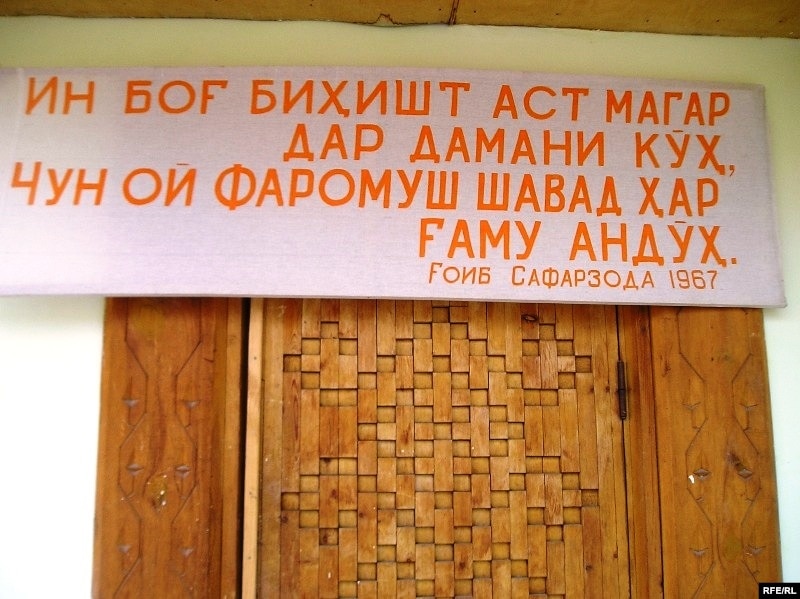 ИН БОҒ БИҲИШТ АСТ МАГАР
ДАР ДАМАНИ КӮҲ,
ЧУН ОӢ ФАРОМУШ ШАВАД ҲАР
ҒАМУ АНДӮҲ.
ҒОИБ САФАРЗОДА 1967
RFE/RL